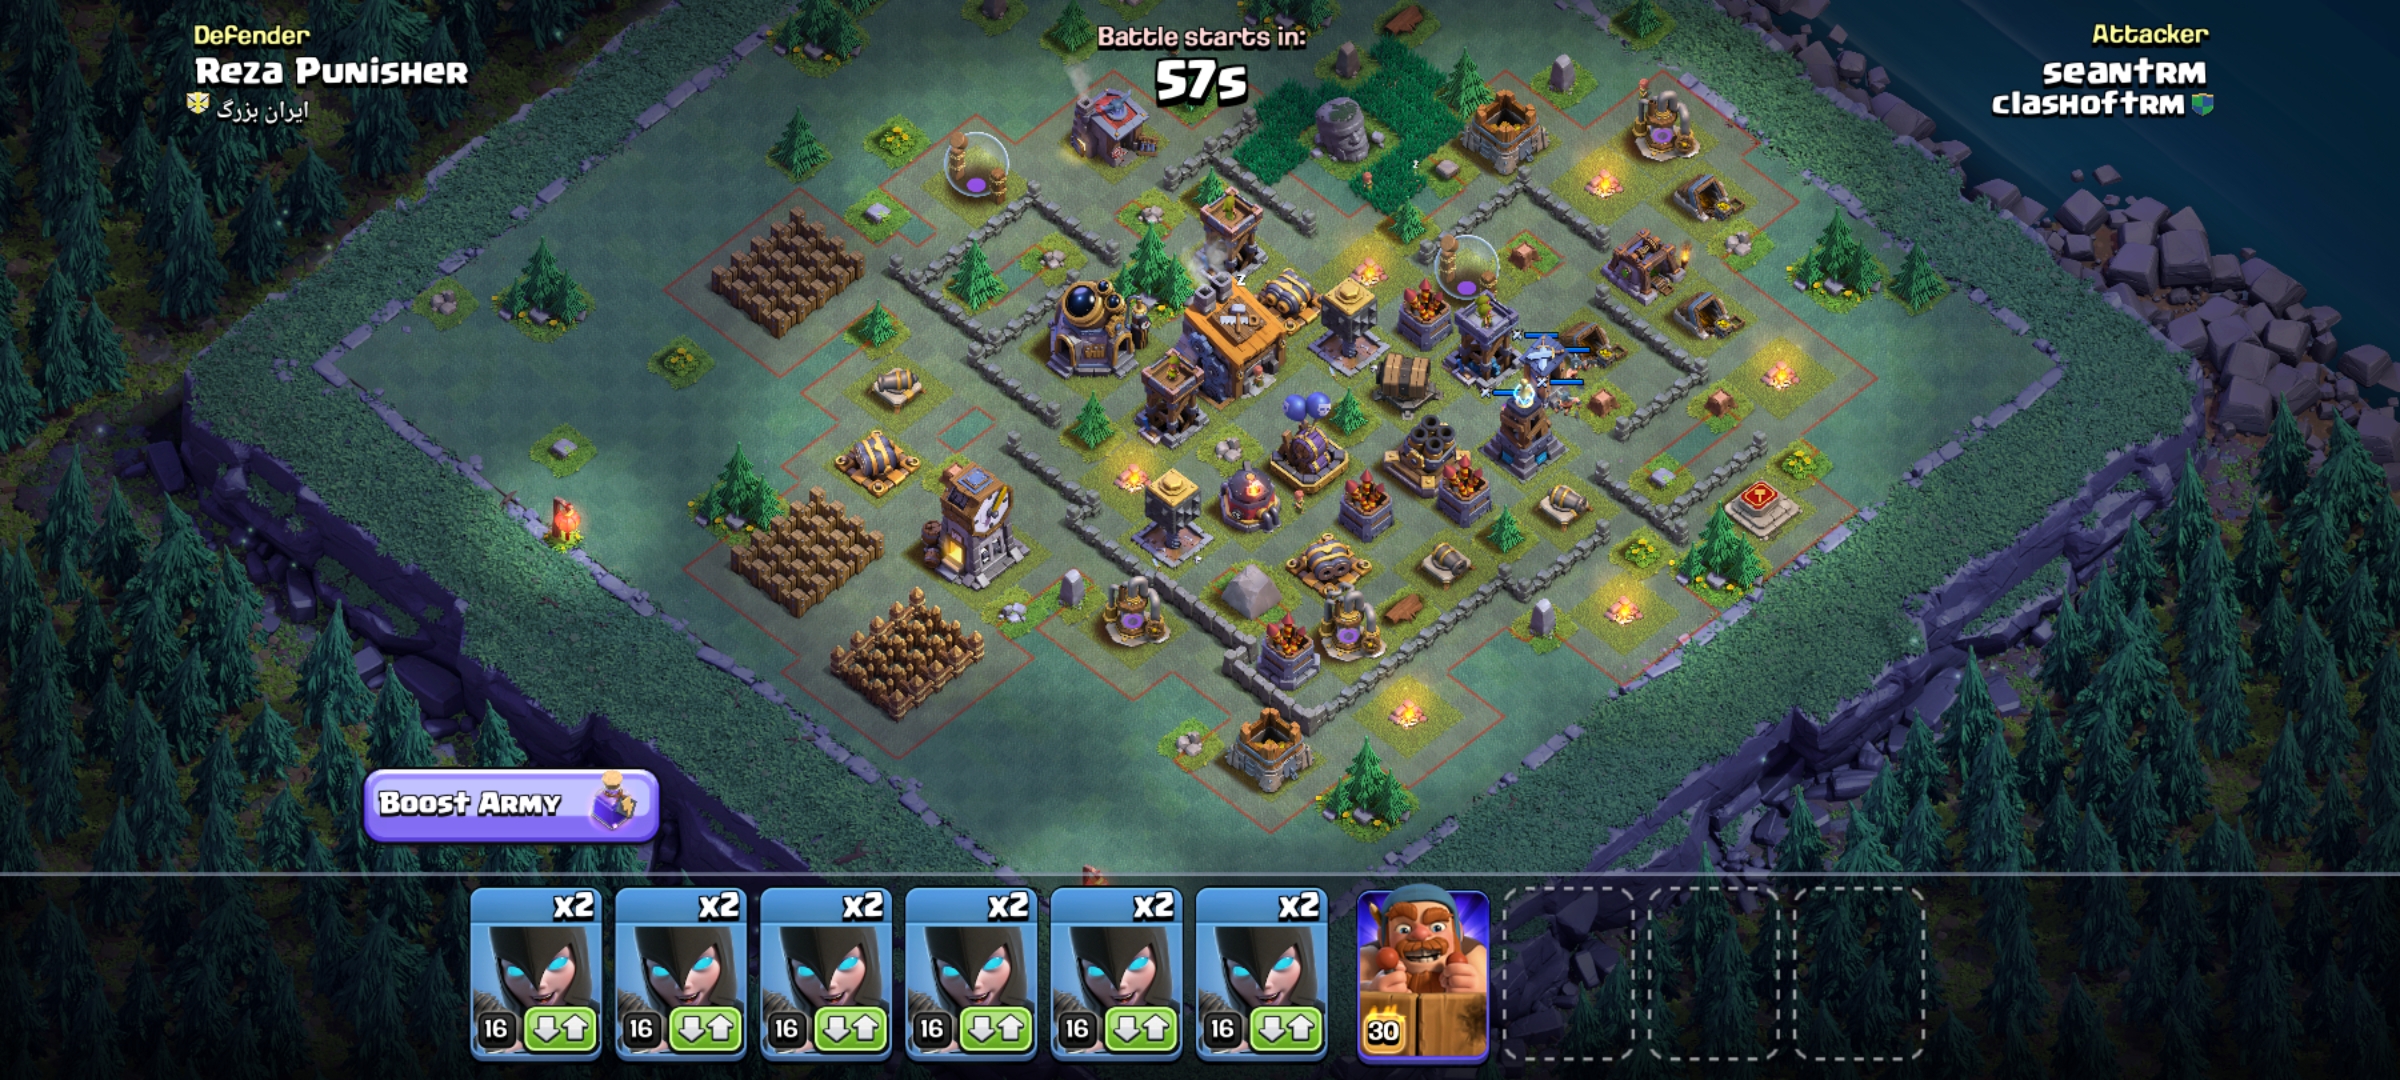 Defender
Reza Punisher
ایران بزرگ
Battle starts in:
57s
Attacker
seantRM
clashoftRM
z
z
Boost Army
x2
x2
x2
x2
x2
x2
16
16
16
16
16
16
30